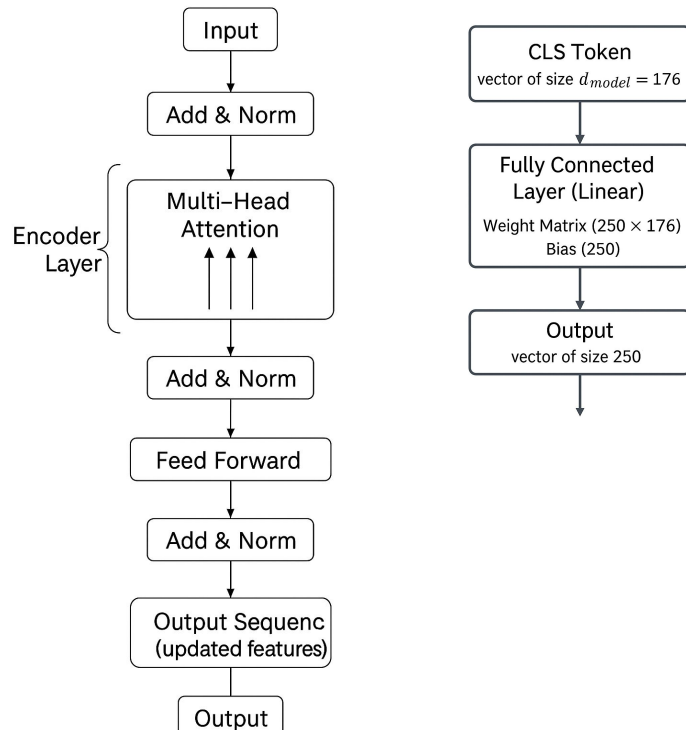 Input
Add & Norm
Encoder
Layer
Multi–Head
Attention
Add & Norm
Feed Forward
Add & Norm
Output Sequenc
(updated features)
Output
CLS Token
vector of size d_model = 176
Fully Connected
Layer (Linear)
Weight Matrix (250 × 176)
Bias (250)
Output
vector of size 250